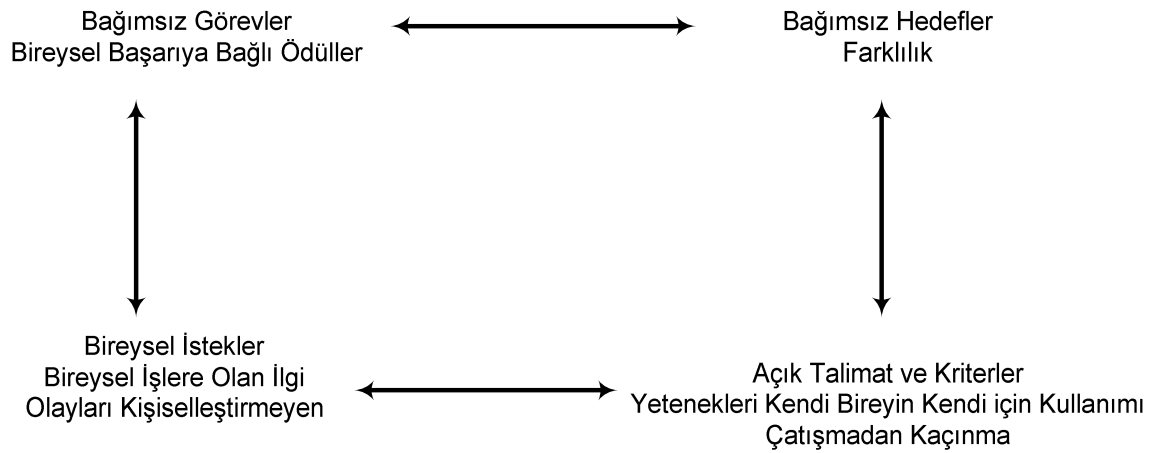 Bağımsız Görevler
Bireysel Başarıya Bağlı Ödüller
Bağımsız Hedefler
Farklılık
Bireysel İstekler
Bireysel İşlere Olan İlgi
Olayları Kişiselleştirmeyen
Açık Talimat ve Kriterler
Yetenekleri Kendi Bireyin Kendi için Kullanımı
Çatışmadan Kaçınma